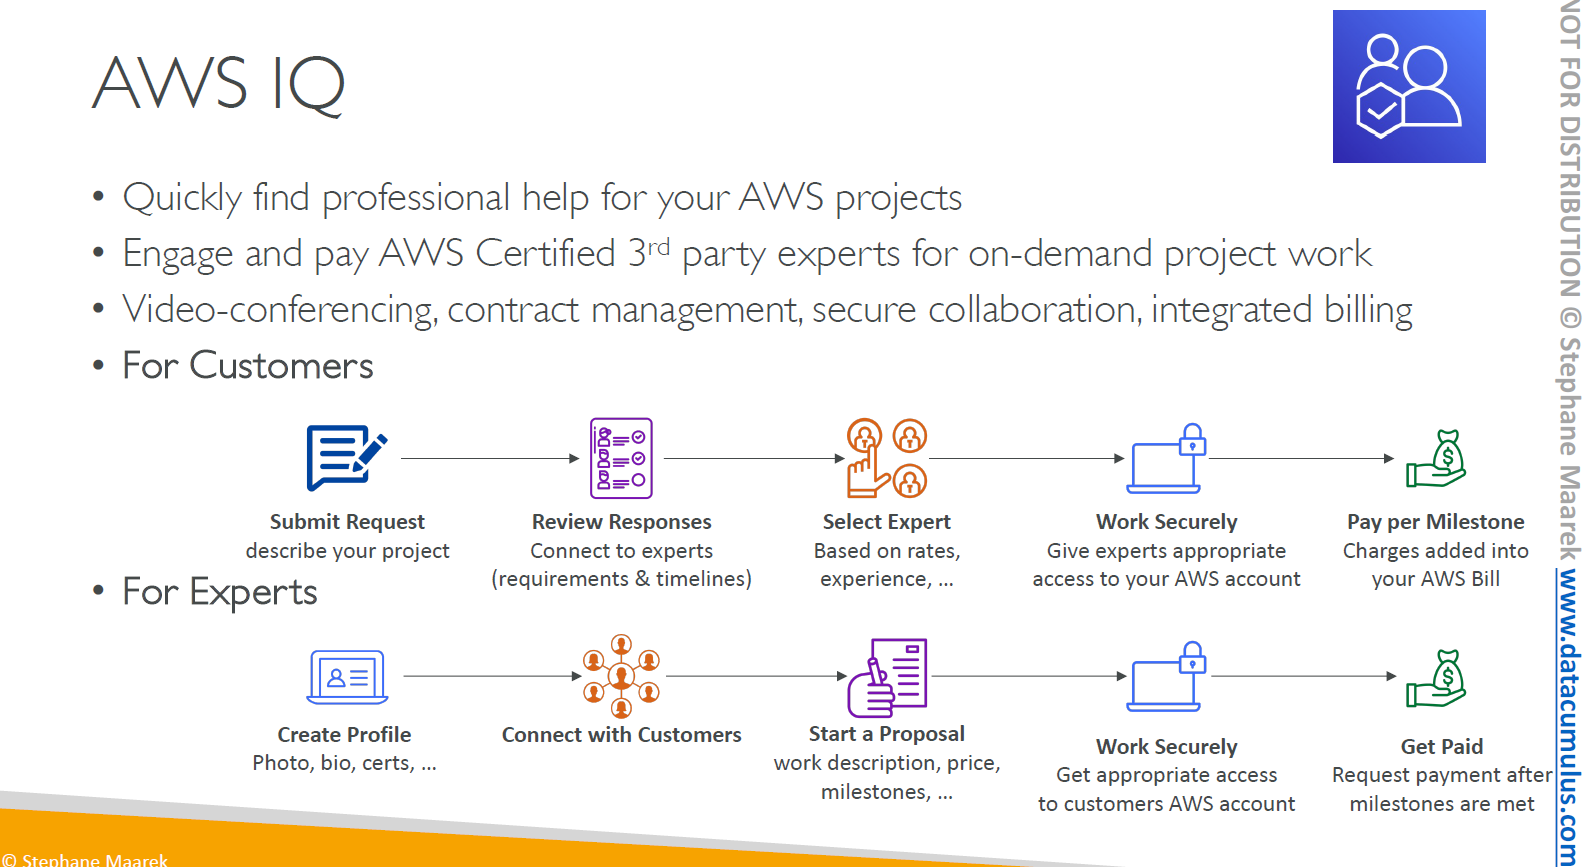 AWS IQ
• Quickly find professional help for your AWS projects
• Engage and pay AWS Certified 3rd party experts for on-demand project work
• Video-conferencing, contract management, secure collaboration, integrated billing
• For Customers
Submit Request
describe your project
Review Responses
Connect to experts
(requirements & timelines)
Select Expert
Based on rates,
experience, ...
Work Securely
Give experts appropriate
access to your AWS account
Pay per Milestone
Charges added into
your AWS Bill
• For Experts
Create Profile
Photo, bio, certs, ...
Connect with Customers
Start a Proposal
work description, price,
milestones, ...
Work Securely
Get appropriate access
to customers AWS account
Get Paid
Request payment after
milestones are met
© Stephane Maarek
NOT FOR DISTRIBUTION © Stephane Maarek www.datacumulus.com